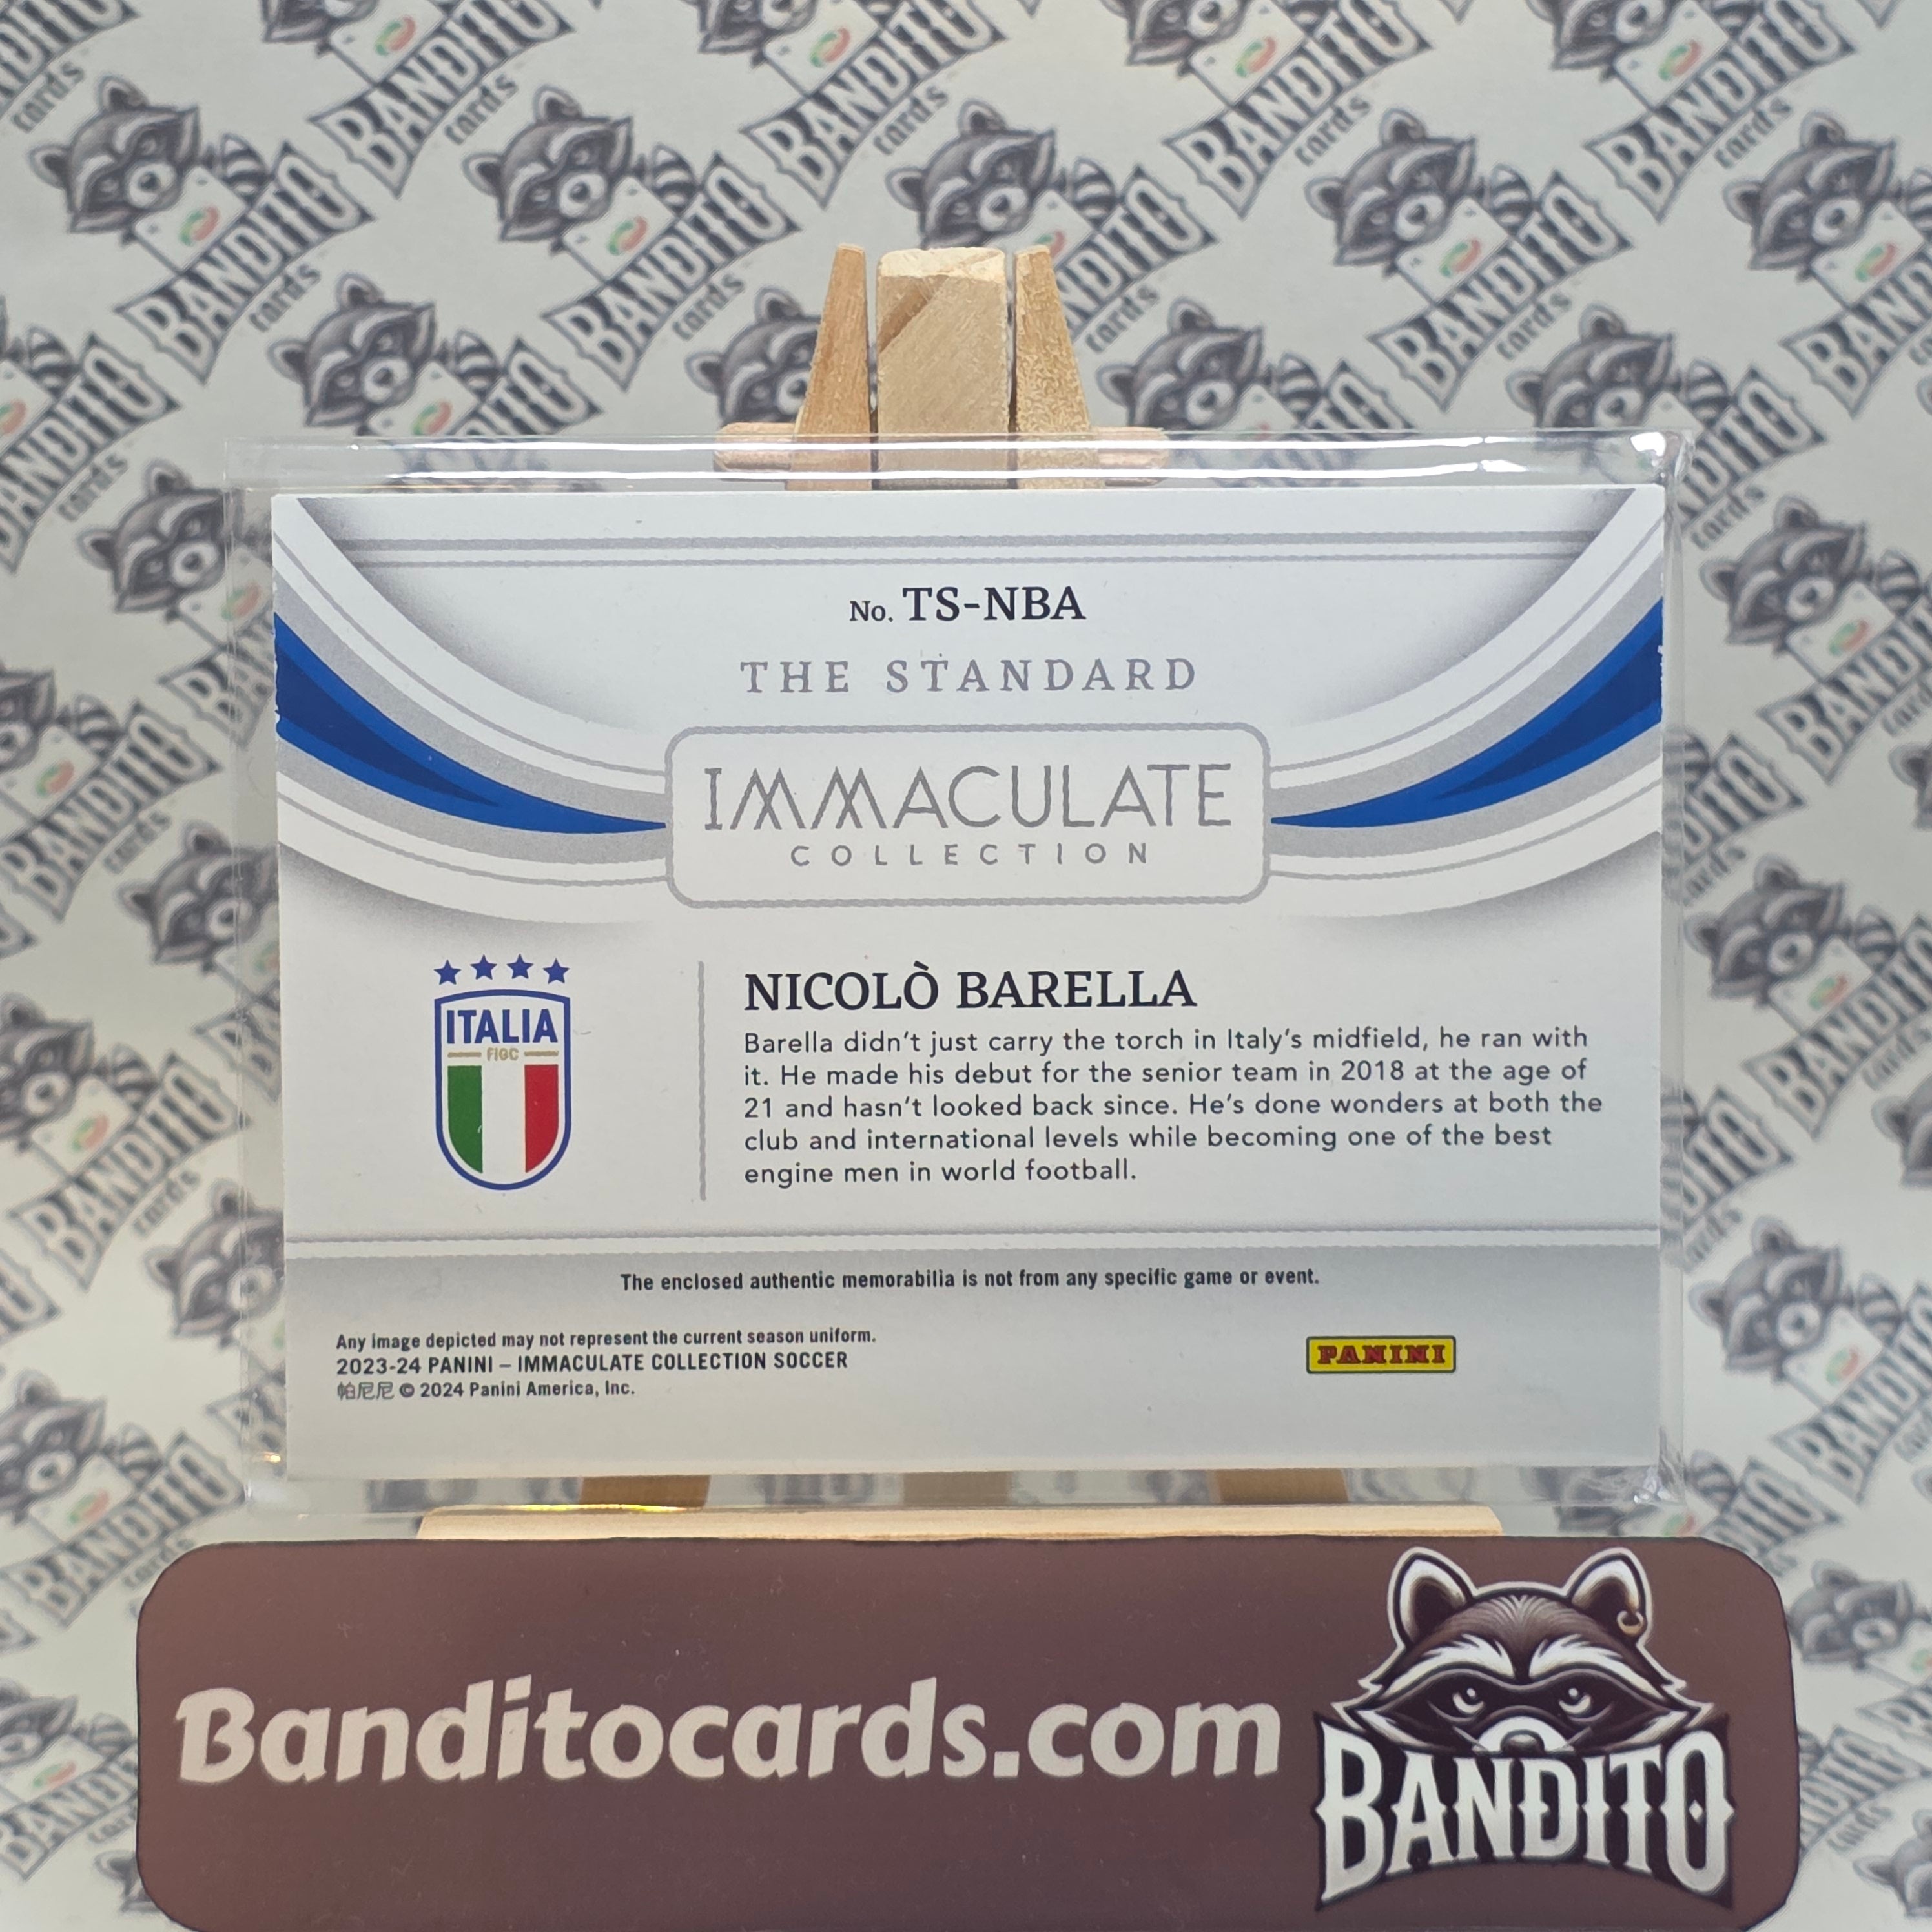 No. TS-NBA
THE STANDARD
IMMACULATE
COLLECTION
ITALIA
FIGC
NICOLÒ BARELLA
Barella didn't just carry the torch in Italy's midfield, he ran with
it. He made his debut for the senior team in 2018 at the age of
21 and hasn't looked back since. He's done wonders at both the
club and international levels while becoming one of the best
engine men in world football.
The enclosed authentic memorabilia is not from any specific game or event.
Any image depicted may not represent the current season uniform.
2023-24 PANINI – IMMACULATE COLLECTION SOCCER
帕尼尼 © 2024 Panini America, Inc.
PANINI
Banditocards.com
BANDITO
BANDITO
cards